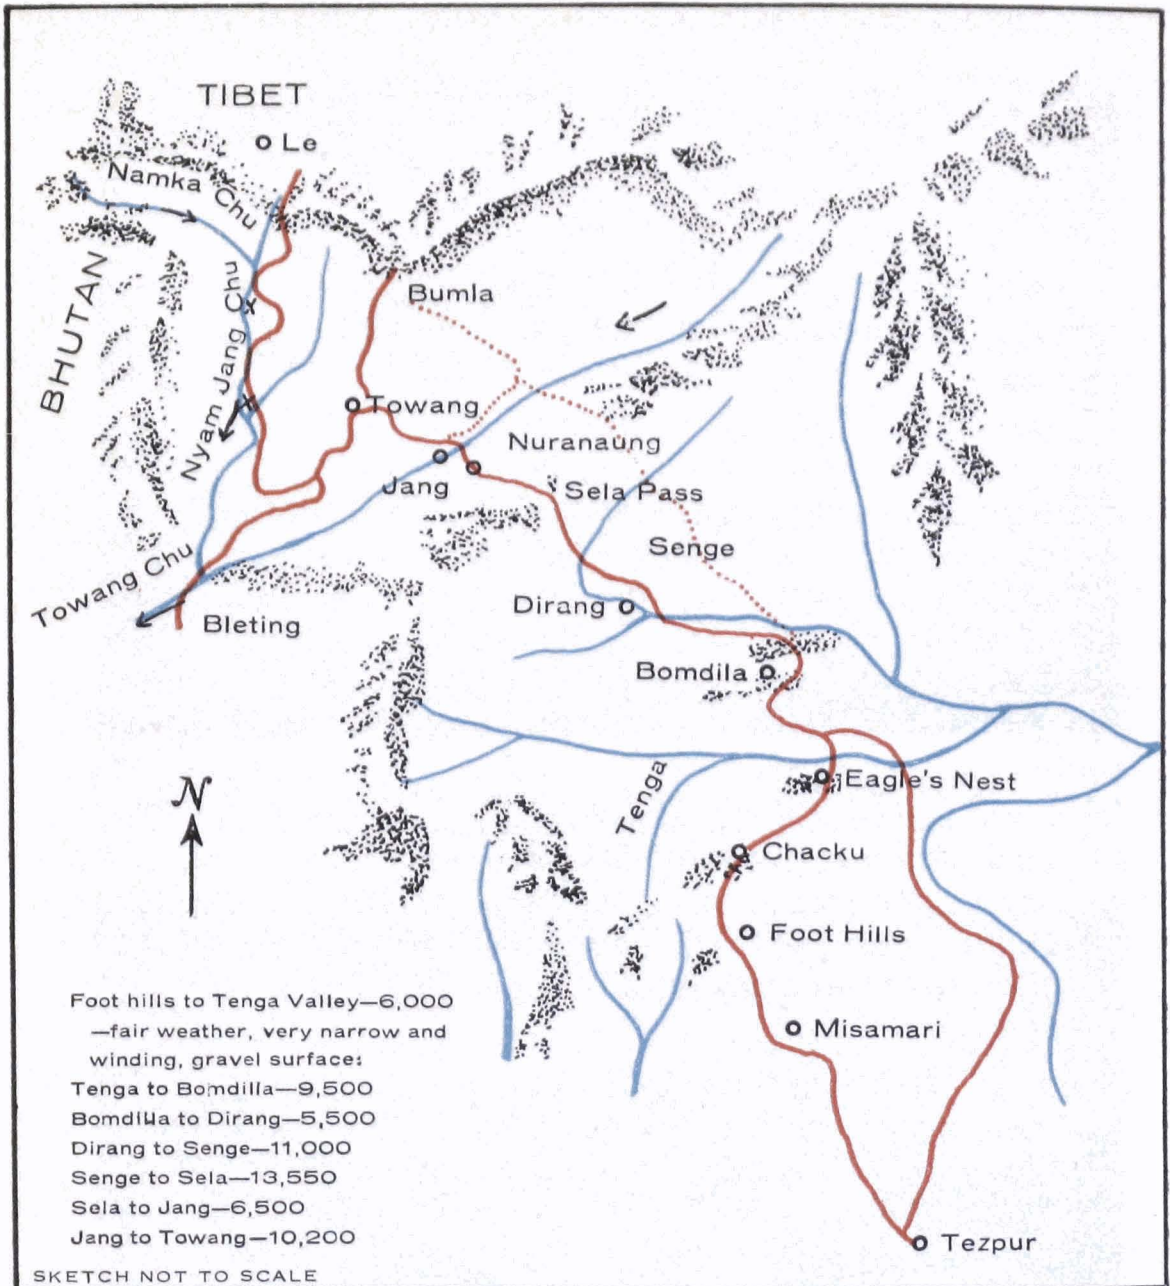 TIBET
Le
Namka Chu
BHUTAN
Nyam Jang Chu
Bumla
Towang
Nuranaung
Jang
Sela Pass
Senge
Towang Chu
Dirang
Bleting
Bomdila
N
Tenga
Eagle's Nest
Chacku
Foot Hills
Misamari
Foot hills to Tenga Valley—6,000
—fair weather, very narrow and
winding, gravel surface:
Tenga to Bomdilla—9,500
Bomdilla to Dirang—5,500
Dirang to Senge—11,000
Senge to Sela—13,550
Sela to Jang—6,500
Jang to Towang—10,200
Tezpur
SKETCH NOT TO SCALE